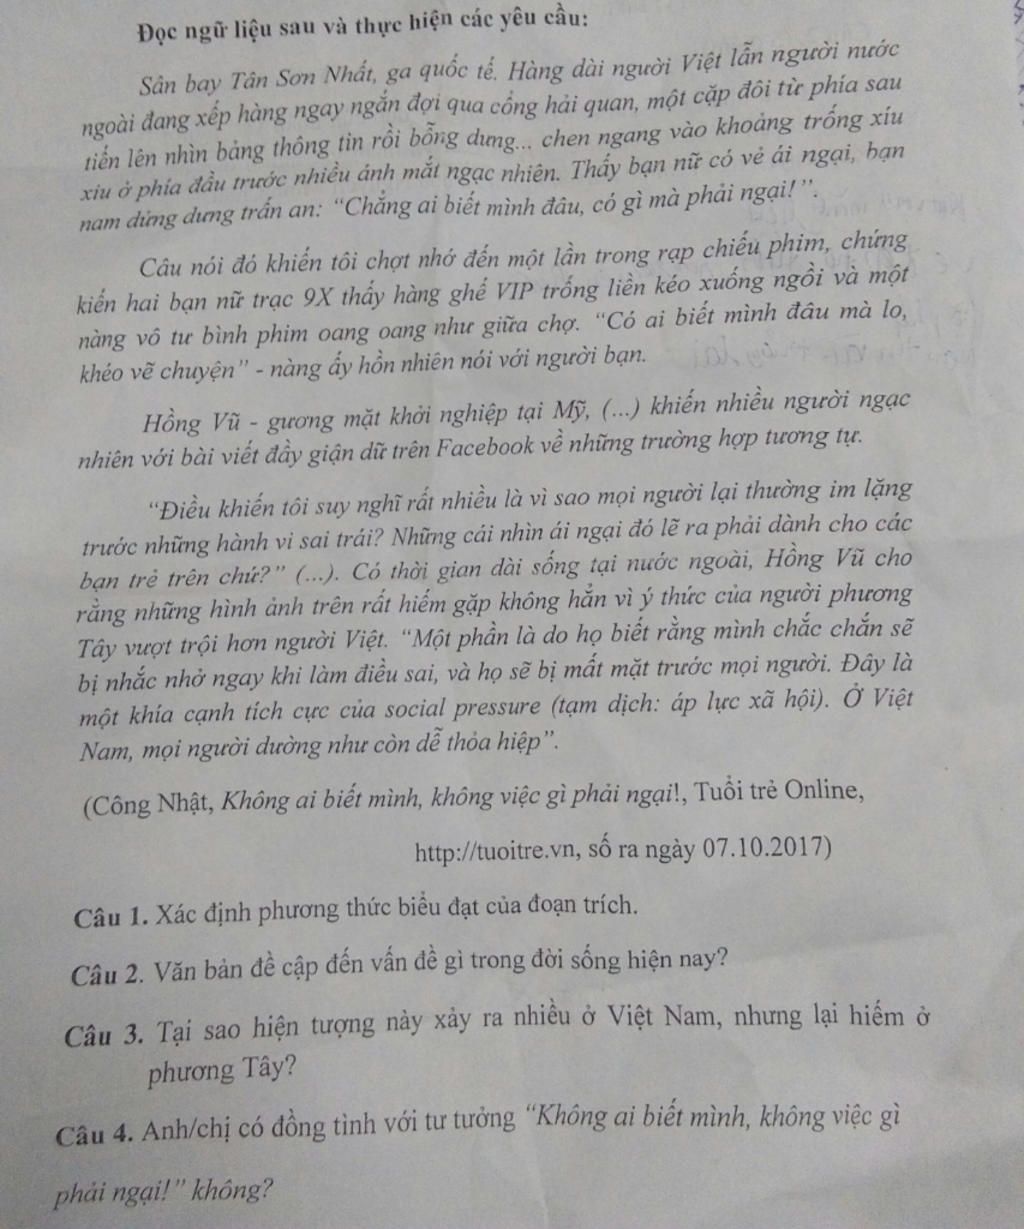 Đọc ngữ liệu sau và thực hiện các yêu cầu:
Sân bay Tân Sơn Nhất, ga quốc tế. Hàng dài người Việt lẫn người nước
ngoài đang xếp hàng ngay ngắn đợi qua cổng hải quan, một cặp đôi từ phía sau
tiến lên nhìn bảng thông tin rồi bỗng dưng... chen ngang vào khoảng trống xíu
xiu ở phía đầu trước nhiều ánh mắt ngạc nhiên. Thấy bạn nữ có vẻ ái ngại, bạn
nam dửng dưng trấn an: “Chẳng ai biết mình đâu, có gì mà phải ngại!”.
Câu nói đó khiến tôi chợt nhớ đến một lần trong rạp chiếu phim, chứng
kiến hai bạn nữ trạc 9X thấy hàng ghế VIP trống liền kéo xuống ngồi và một
nàng vô tư bình phim oang oang như giữa chợ. “Có ai biết mình đâu mà lo,
khéo vẽ chuyện” - nàng ấy hồn nhiên nói với người bạn.
Hồng Vũ - gương mặt khởi nghiệp tại Mỹ, (...) khiến nhiều người ngạc
nhiên với bài viết đầy giận dữ trên Facebook về những trường hợp tương tự.
“Điều khiến tôi suy nghĩ rất nhiều là vì sao mọi người lại thường im lặng
trước những hành vi sai trái? Những cái nhìn ái ngại đó lẽ ra phải dành cho các
bạn trẻ trên chứ?” (...). Có thời gian dài sống tại nước ngoài, Hồng Vũ cho
rằng những hình ảnh trên rất hiếm gặp không hẳn vì ý thức của người phương
Tây vượt trội hơn người Việt. “Một phần là do họ biết rằng mình chắc chắn sẽ
bị nhắc nhở ngay khi làm điều sai, và họ sẽ bị mất mặt trước mọi người. Đây là
một khía cạnh tích cực của social pressure (tạm dịch: áp lực xã hội). Ở Việt
Nam, mọi người dường như còn dễ thỏa hiệp”.
(Công Nhật, Không ai biết mình, không việc gì phải ngại!, Tuổi trẻ Online,
http://tuoitre.vn, số ra ngày 07.10.2017)
Câu 1. Xác định phương thức biểu đạt của đoạn trích.
Câu 2. Văn bản đề cập đến vấn đề gì trong đời sống hiện nay?
Câu 3. Tại sao hiện tượng này xảy ra nhiều ở Việt Nam, nhưng lại hiếm ở
phương Tây?
Câu 4. Anh/chị có đồng tình với tư tưởng “Không ai biết mình, không việc gì
phải ngại!” không?